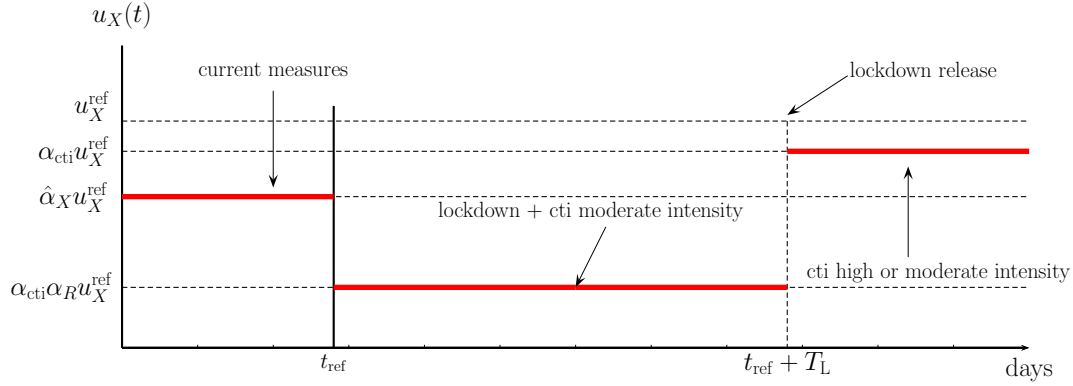 u_X(t)
current measures
lockdown release
u_X^ref
α_cti u_X^ref
α̂_X u_X^ref
lockdown + cti moderate intensity
cti high or moderate intensity
α_cti α_R u_X^ref
t_ref
t_ref + T_L
days